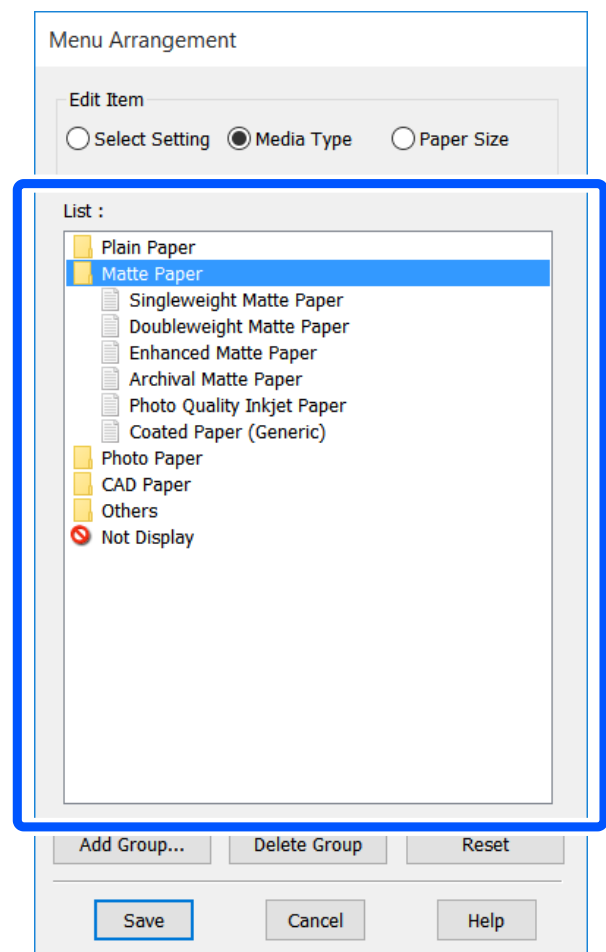 Menu Arrangement
Edit Item
Select Setting Media Type Paper Size
List :
Plain Paper
Matte Paper
Singleweight Matte Paper
Doubleweight Matte Paper
Enhanced Matte Paper
Archival Matte Paper
Photo Quality Inkjet Paper
Coated Paper (Generic)
Photo Paper
CAD Paper
Others
Not Display
Add Group... Delete Group Reset
Save Cancel Help